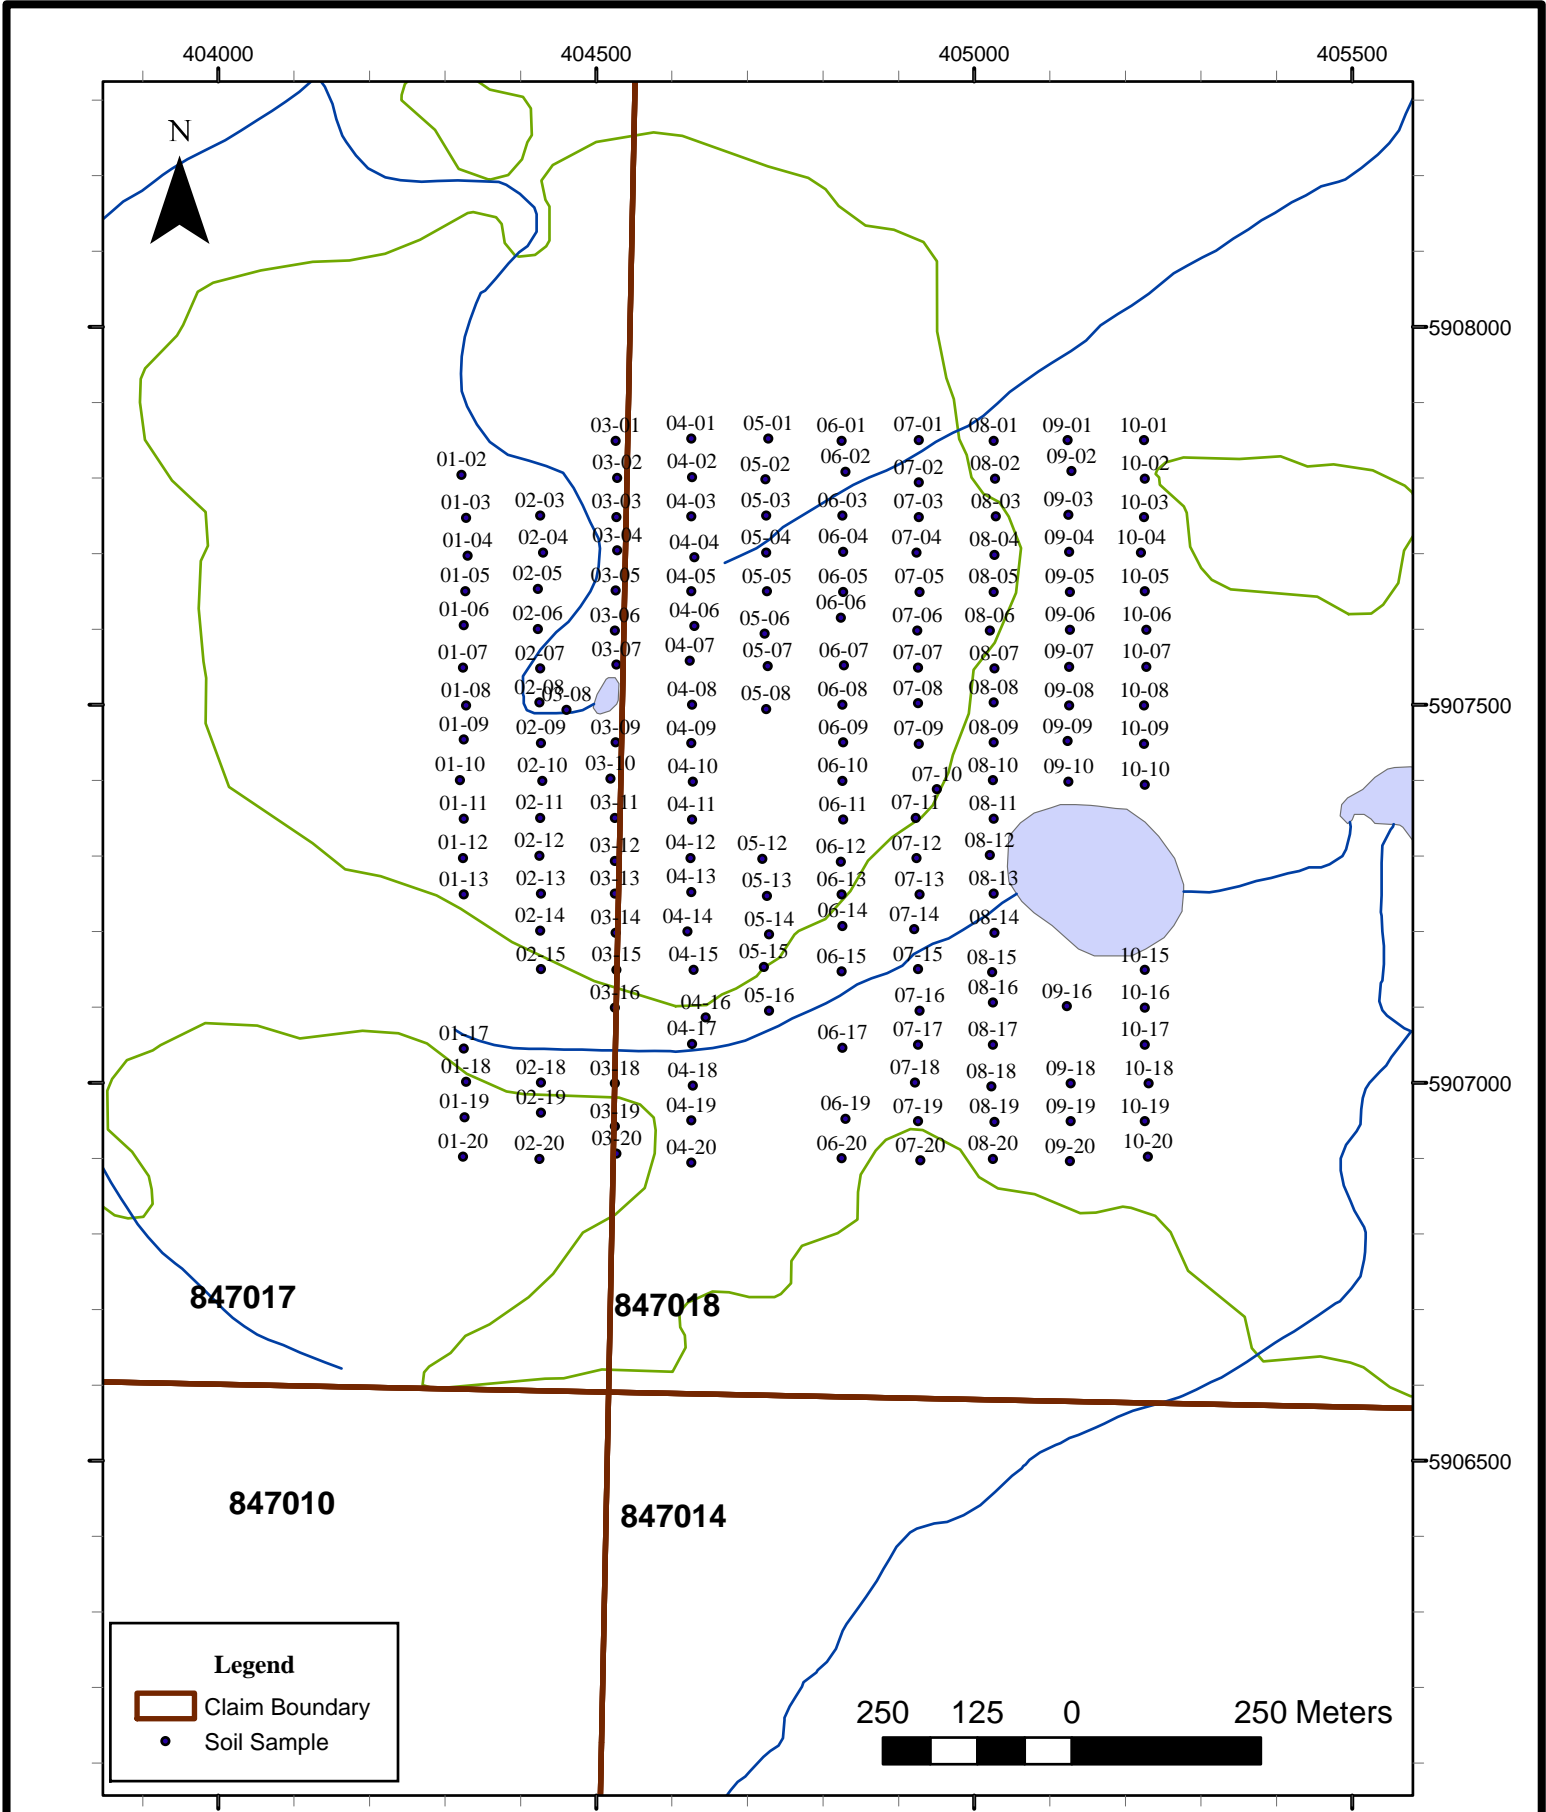 404000 404500 405000 405500
N
5908000
03-01 04-01 05-01 06-01 07-01 08-01 09-01 10-01
01-02 03-02 04-02 05-02 06-02 07-02 08-02 09-02 10-02
01-03 02-03 03-03 04-03 05-03 06-03 07-03 08-03 09-03 10-03
01-04 02-04 03-04 04-04 05-04 06-04 07-04 08-04 09-04 10-04
01-05 02-05 03-05 04-05 05-05 06-05 07-05 08-05 09-05 10-05
01-06 02-06 03-06 04-06 05-06 06-06 07-06 08-06 09-06 10-06
01-07 02-07 03-07 04-07 05-07 06-07 07-07 08-07 09-07 10-07
01-08 02-08 03-08 04-08 05-08 06-08 07-08 08-08 09-08 10-08
5907500
01-09 02-09 03-09 04-09 06-09 07-09 08-09 09-09 10-09
01-10 02-10 03-10 04-10 06-10 07-10 08-10 09-10 10-10
01-11 02-11 03-11 04-11 06-11 07-11 08-11
01-12 02-12 03-12 04-12 05-12 06-12 07-12 08-12
01-13 02-13 03-13 04-13 05-13 06-13 07-13 08-13
02-14 03-14 04-14 05-14 06-14 07-14 08-14
02-15 03-15 04-15 05-15 06-15 07-15 08-15 10-15
03-16 04-16 05-16 07-16 08-16 09-16 10-16
01-17 04-17 06-17 07-17 08-17 10-17
01-18 02-18 03-18 04-18 07-18 08-18 09-18 10-18
5907000
01-19 02-19 03-19 04-19 06-19 07-19 08-19 09-19 10-19
01-20 02-20 03-20 04-20 06-20 07-20 08-20 09-20 10-20
847017 847018
5906500
847010 847014
Legend
Claim Boundary
Soil Sample
250 125 0 250 Meters